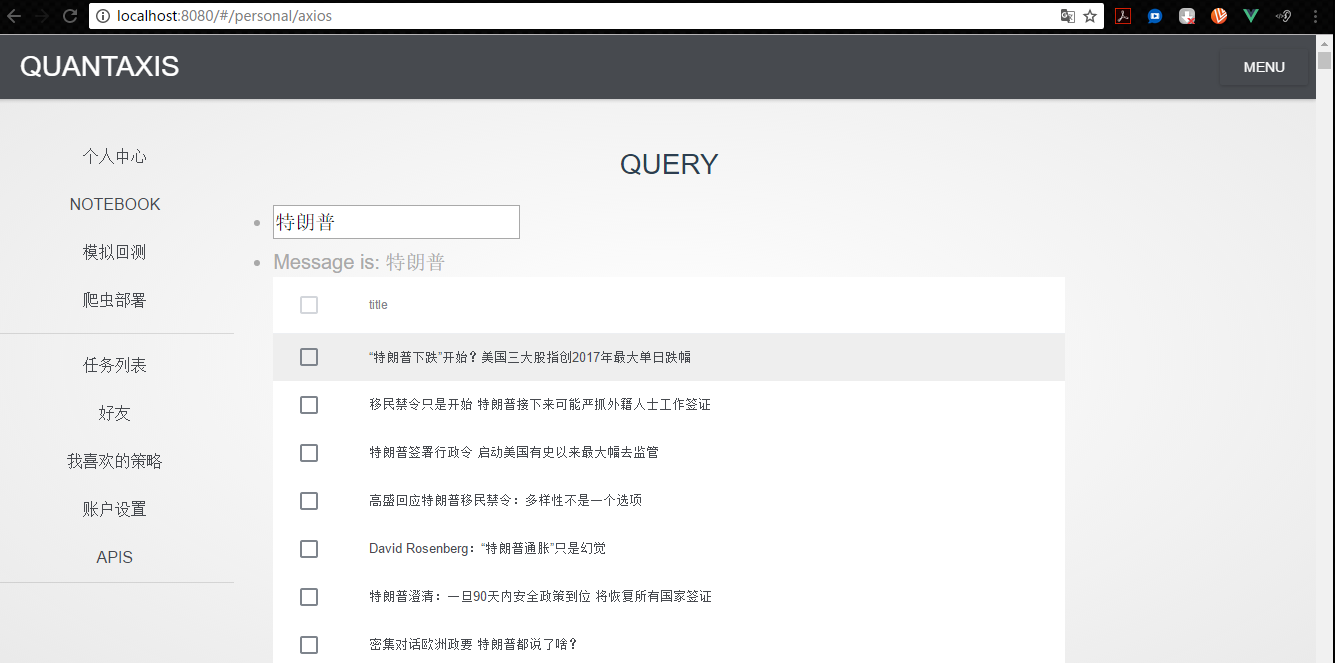 localhost:8080/#/personal/axios
QUANTAXIS
MENU
个人中心
NOTEBOOK
模拟回测
爬虫部署
任务列表
好友
我喜欢的策略
账户设置
APIS
QUERY
特朗普
Message is: 特朗普
title
“特朗普下跌”开始？美国三大股指创2017年最大单日跌幅
移民禁令只是开始 特朗普接下来可能严抓外籍人士工作签证
特朗普签署行政令 启动美国有史以来最大幅去监管
高盛回应特朗普移民禁令：多样性不是一个选项
David Rosenberg：“特朗普通胀”只是幻觉
特朗普澄清：一旦90天内安全政策到位 将恢复所有国家签证
密集对话欧洲政要 特朗普都说了啥？